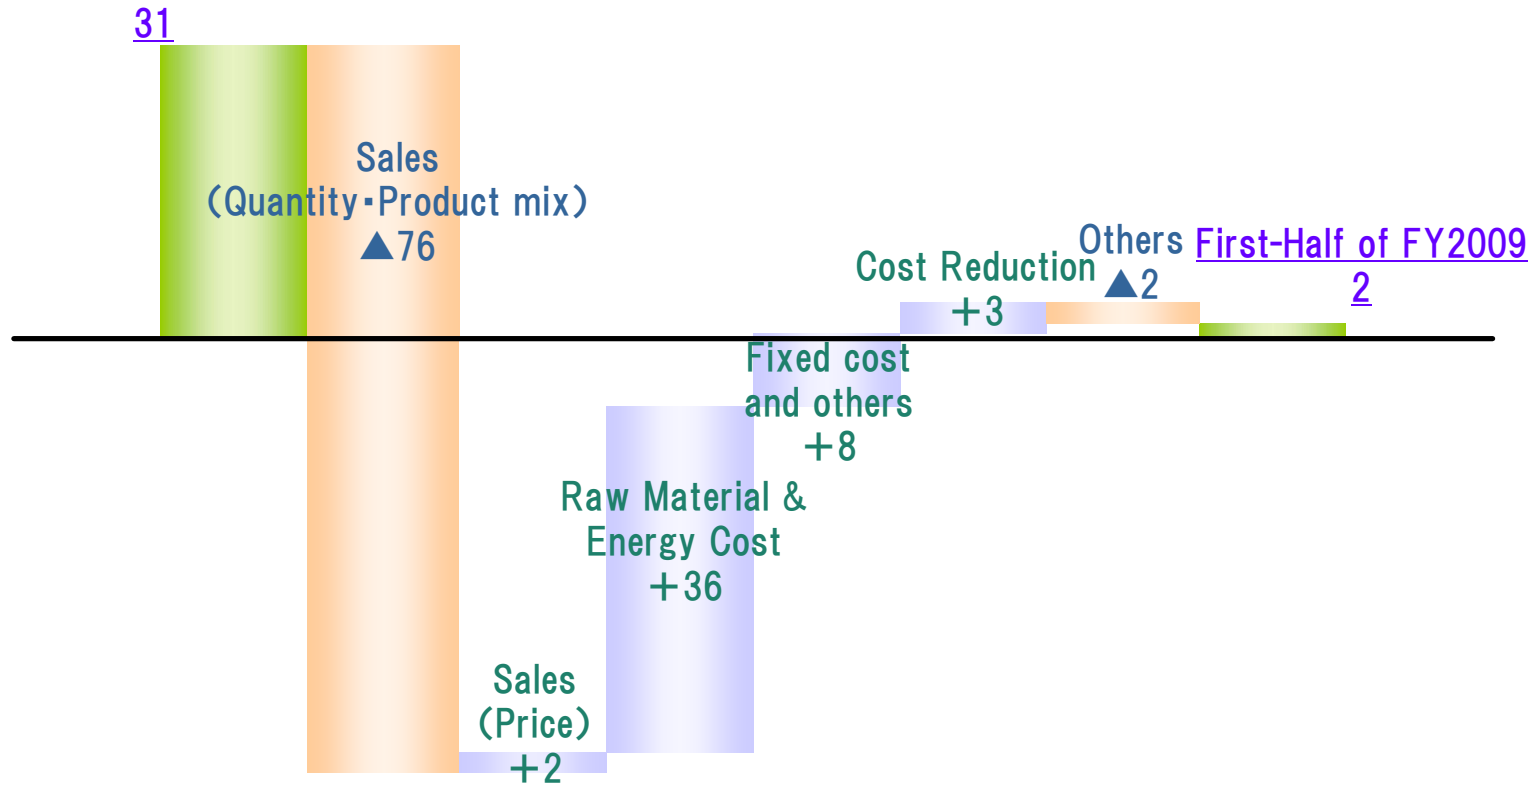 31
Sales
（Quantity・Product mix）
▲76
Sales
（Price）
＋2
Raw Material &
Energy Cost
＋36
Fixed cost
and others
＋8
Cost Reduction
＋3
Others
▲2
First-Half of FY2009
2